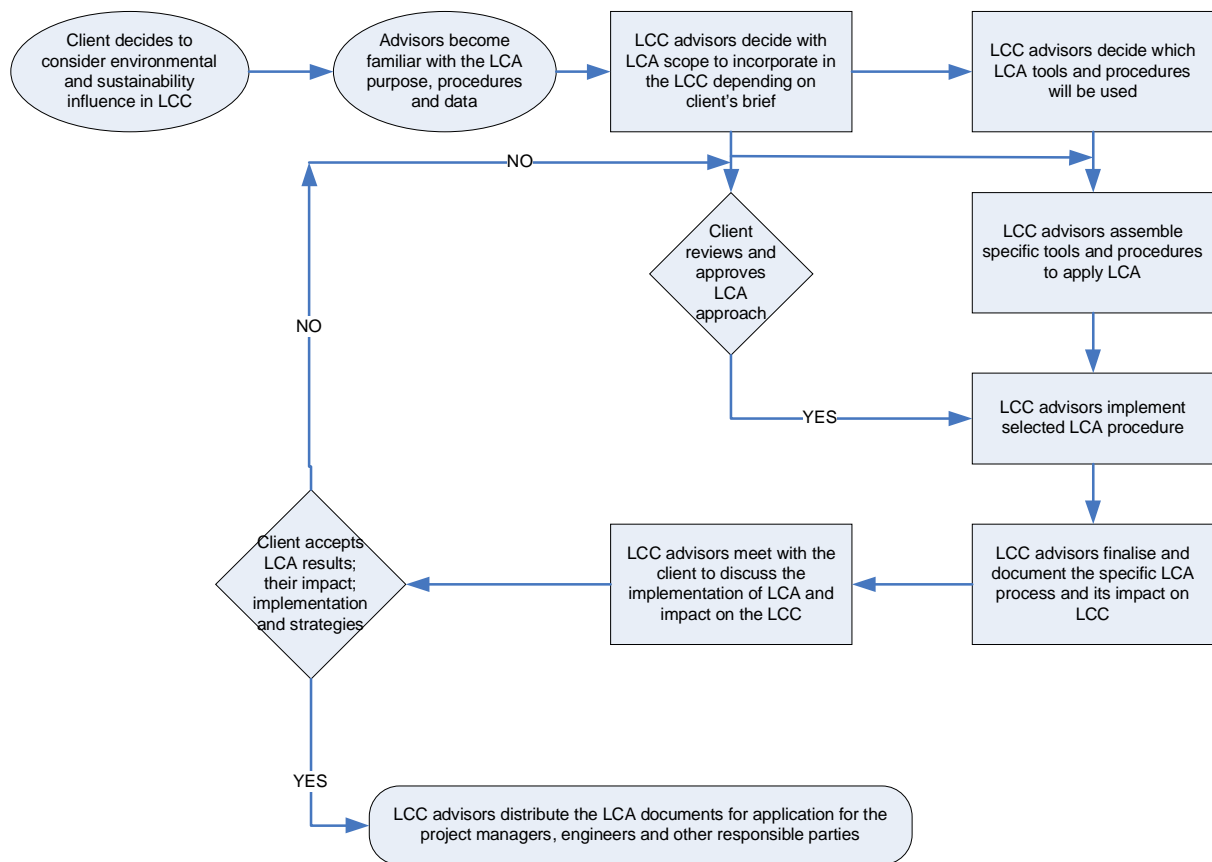 Client decides to
consider environmental
and sustainability
influence in LCC
Advisors become
familiar with the LCA
purpose, procedures
and data
LCC advisors decide with
LCA scope to incorporate in
the LCC depending on
client's brief
LCC advisors decide which
LCA tools and procedures
will be used
NO
Client
reviews and
approves
LCA
approach
LCC advisors assemble
specific tools and procedures
to apply LCA
NO
YES
LCC advisors implement
selected LCA procedure
Client accepts
LCA results;
their impact;
implementation
and strategies
LCC advisors meet with the
client to discuss the
implementation of LCA and
impact on the LCC
LCC advisors finalise and
document the specific LCA
process and its impact on
LCC
YES
LCC advisors distribute the LCA documents for application for the
project managers, engineers and other responsible parties